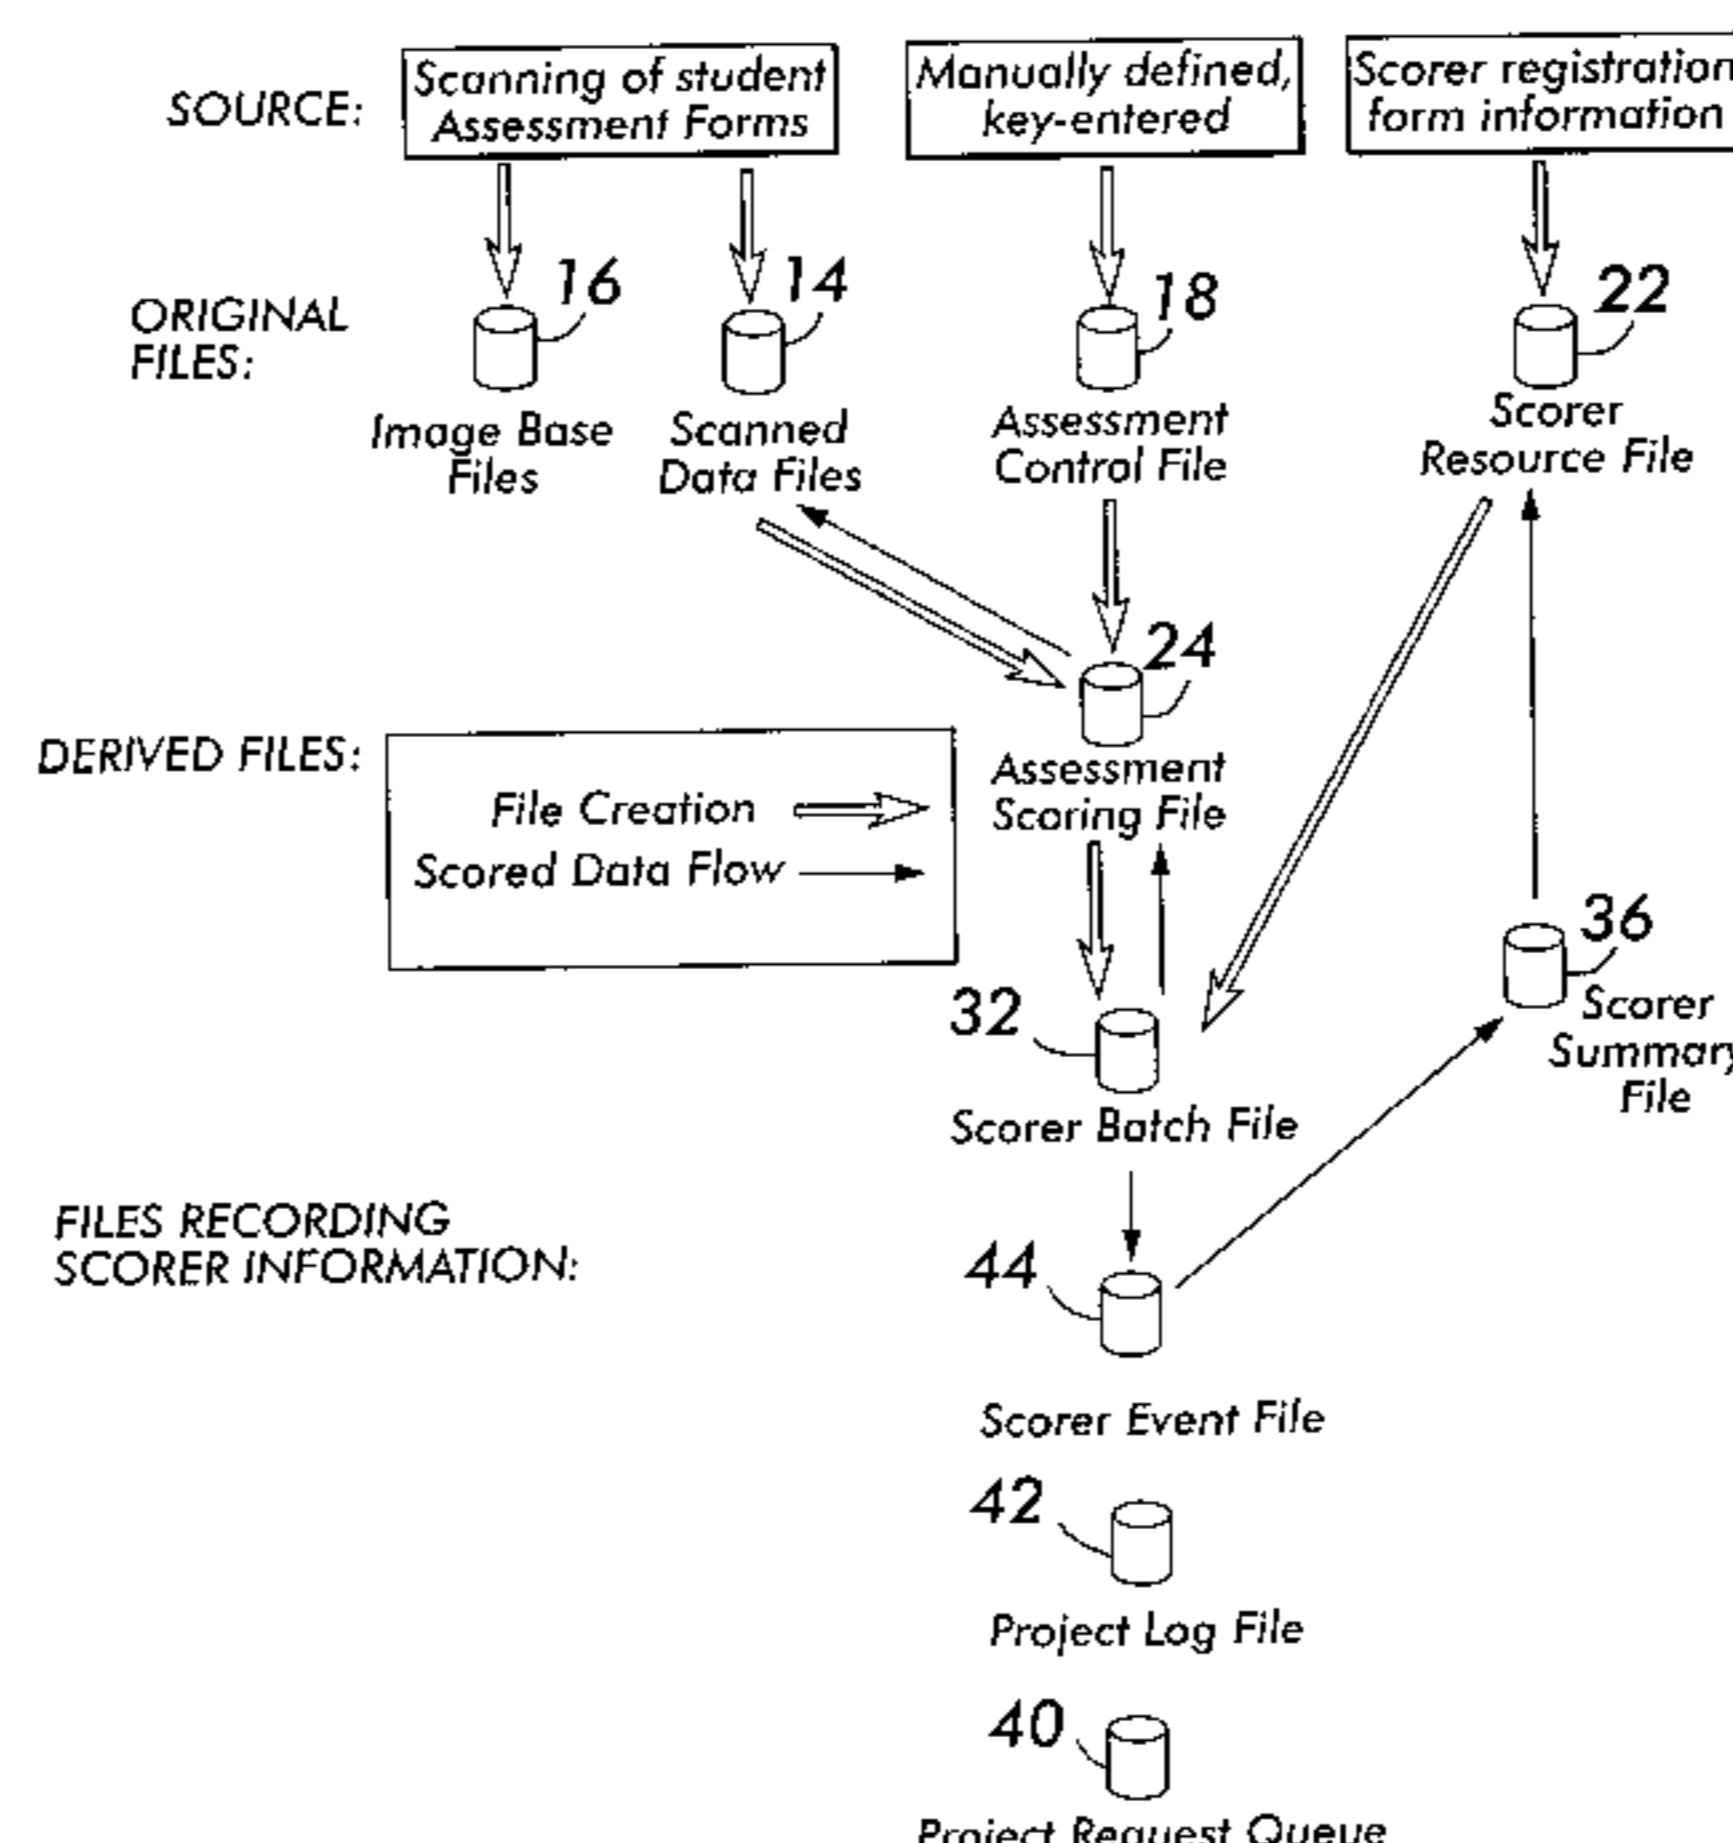 SOURCE:
Scanning of student
Assessment Forms
Manually defined,
key-entered
Scorer registration
form information
16
14
18
22
ORIGINAL
FILES:
Image Base
Files
Scanned
Data Files
Assessment
Control File
Scorer
Resource File
24
DERIVED FILES:
File Creation
Scored Data Flow
Assessment
Scoring File
36
Scorer
Summary
File
32
Scorer Batch File
FILES RECORDING
SCORER INFORMATION:
44
Scorer Event File
42
Project Log File
40
Project Request Queue